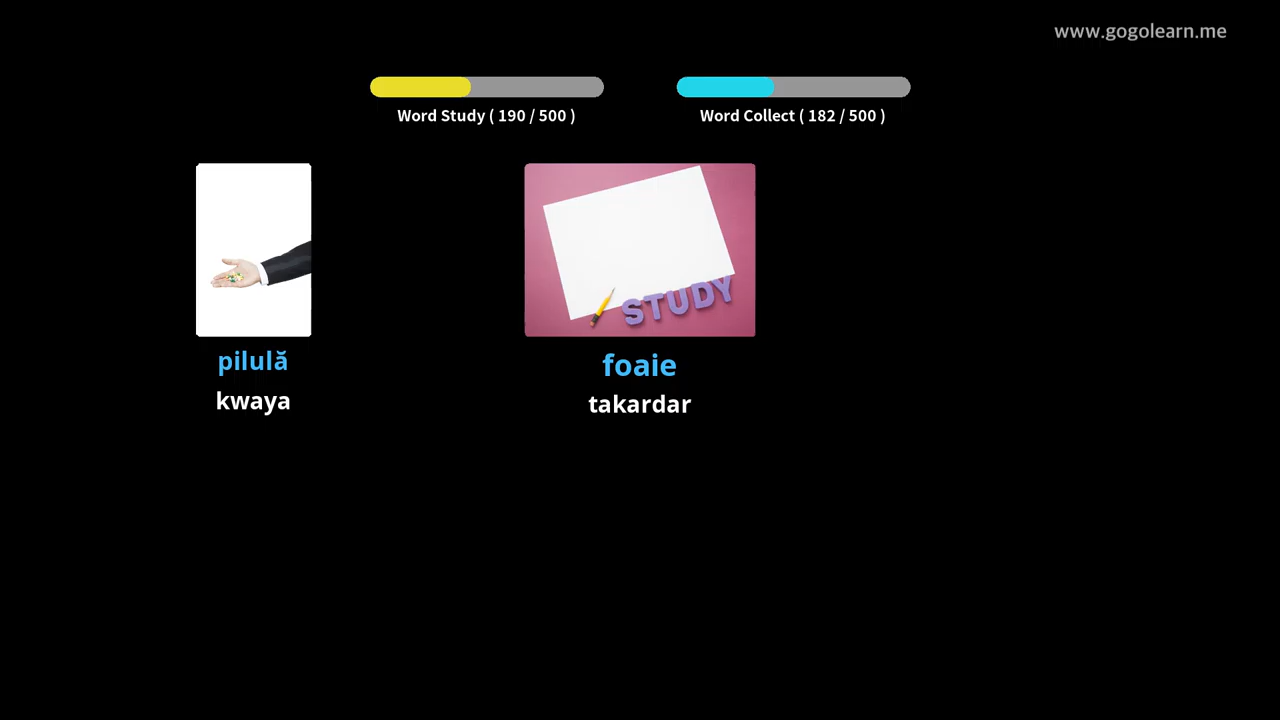 www.gogolearn.me
Word Study ( 190 / 500 )
Word Collect ( 182 / 500 )
STUDY
pilulă
foaie
kwaya
takardar